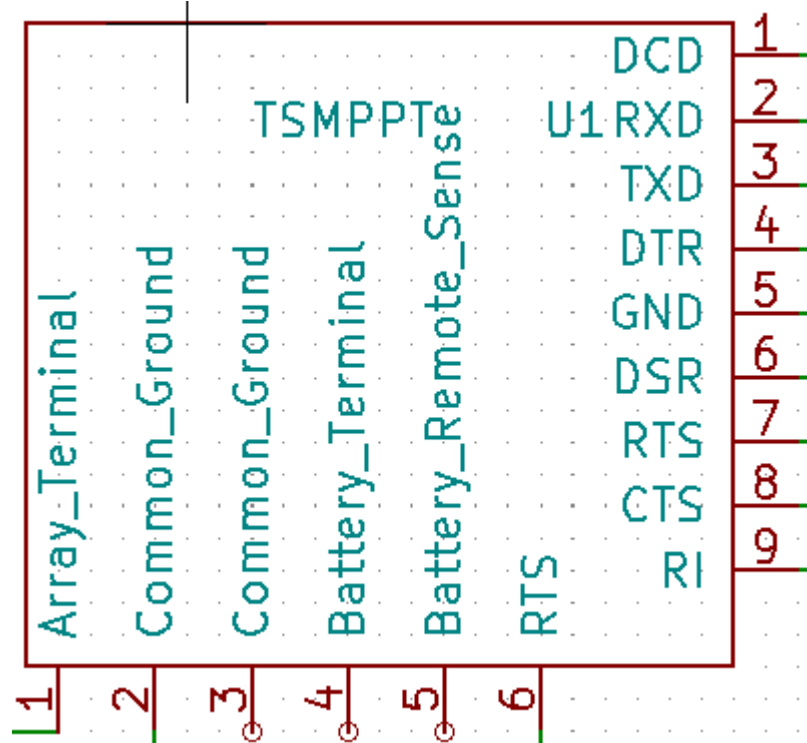 DCD 1
TSMPPT U1 RXD 2
TXD 3
DTR 4
GND 5
DSR 6
RTS 7
CTS 8
RI 9
Array_Terminal
Common_Ground
Common_Ground
Battery_Terminal
Battery_Remote_Sense
RTS
1 2 3 4 5 6